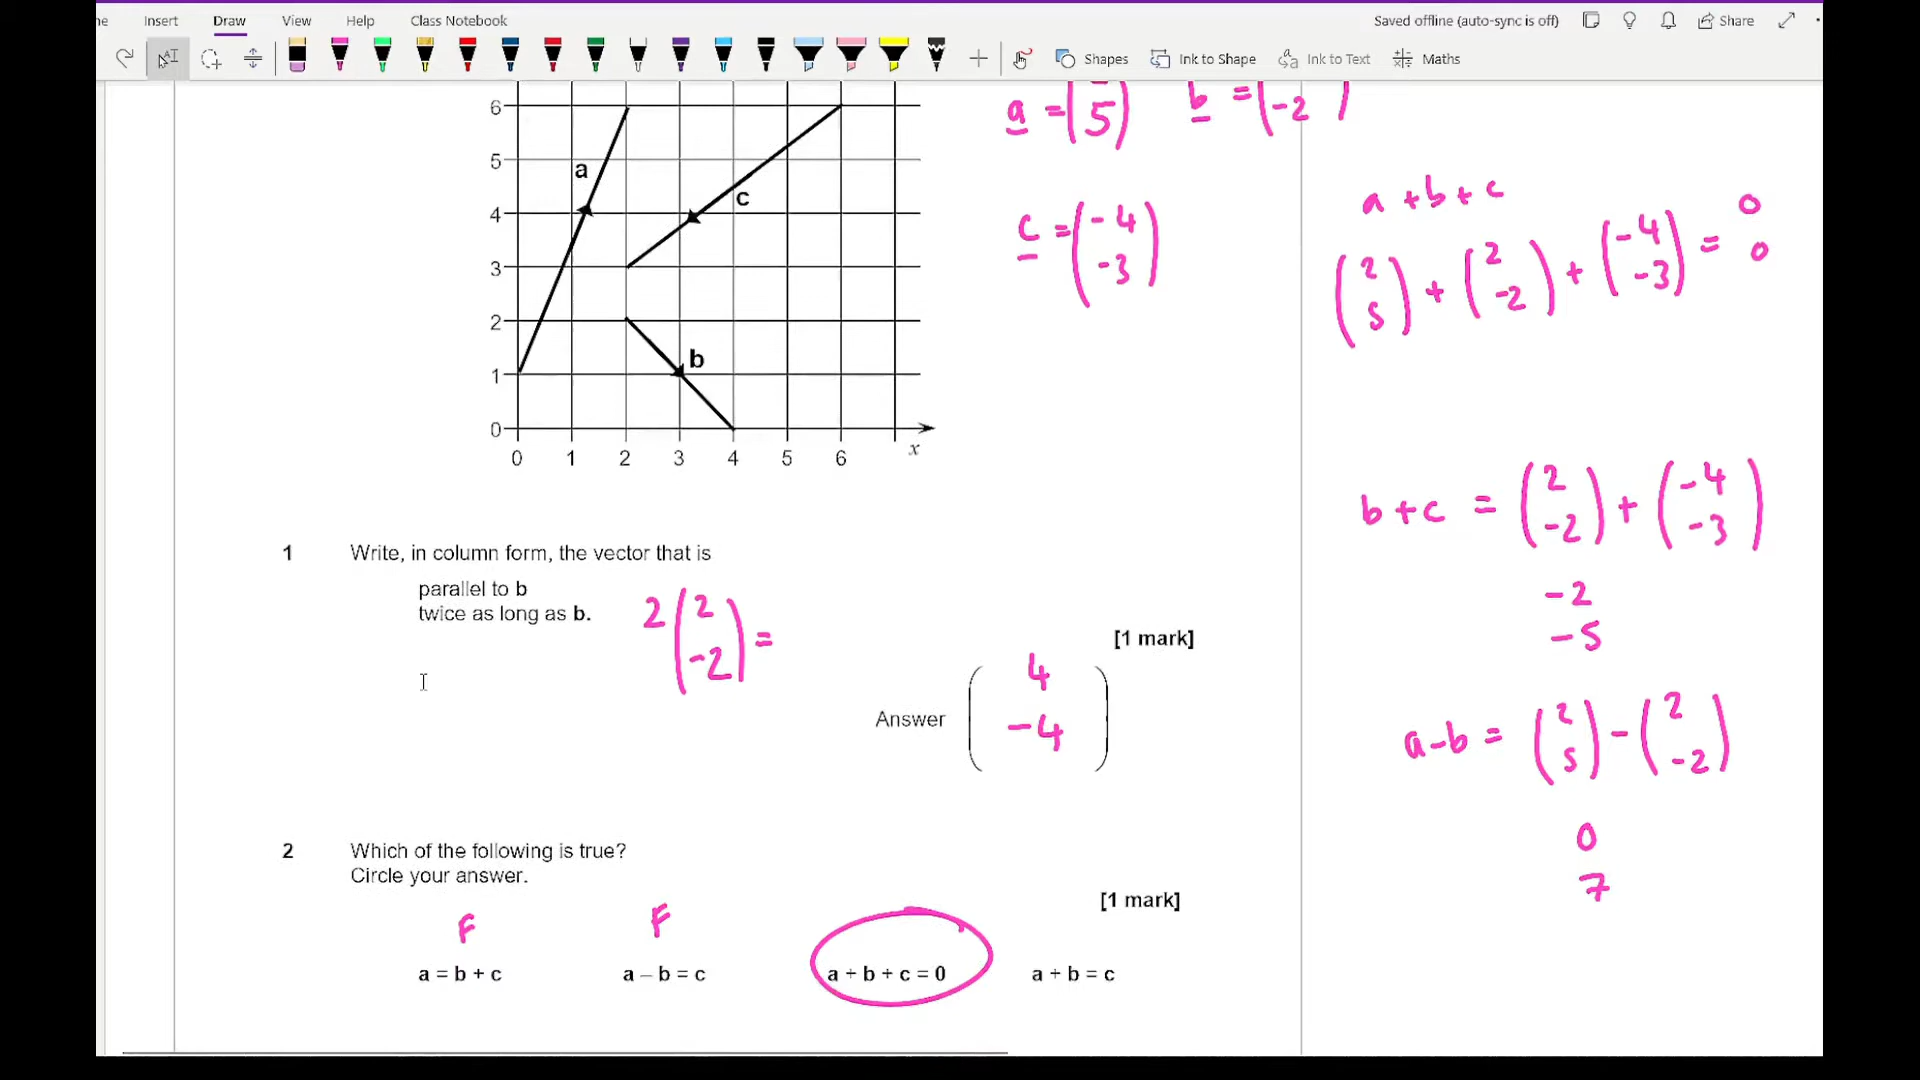 Insert Draw View Help Class Notebook Saved offline (auto-sync is off) Share
Shapes Ink to Shape Ink to Text Maths
6
5
4
3
2
1
0
0 1 2 3 4 5 6 x
a
c
b
a = ( 5 ) b = ( -2 )
c = ( -4
-3 )
a + b + c
( 2
5 ) + ( 2
-2 ) + ( -4
-3 ) = 0
0
b + c = ( 2
-2 ) + ( -4
-3 )
-2
-5
a - b = ( 2
5 ) - ( 2
-2 )
0
7
1 Write, in column form, the vector that is
parallel to b
twice as long as b.
2 ( 2
-2 ) =
[1 mark]
Answer ( 4
-4 )
2 Which of the following is true?
Circle your answer.
[1 mark]
F F
a = b + c a – b = c a + b + c = 0 a + b = c